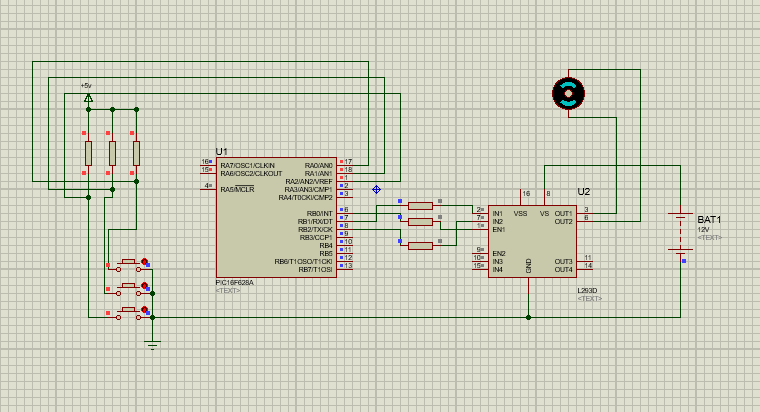 +5v
U1
16 RA7/OSC1/CLKIN RA0/AN0 17
15 RA6/OSC2/CLKOUT RA1/AN1 18
RA2/AN2/VREF 1
4 RA5/MCLR RA3/AN3/CMP1 2
RA4/T0CKI/CMP2 3
RB0/INT 6
RB1/RX/DT 7
RB2/TX/CK 8
RB3/CCP1 9
RB4 10
RB5 11
RB6/T1OSO/T1CKI 12
RB7/T1OSI 13
PIC16F628A
<TEXT>
U2
16 8
2 IN1 VSS VS OUT1 3
7 IN2 OUT2 6
1 EN1
9 EN2
10 IN3 OUT3 11
15 IN4 GND OUT4 14
L293D
<TEXT>
BAT1
12V
<TEXT>